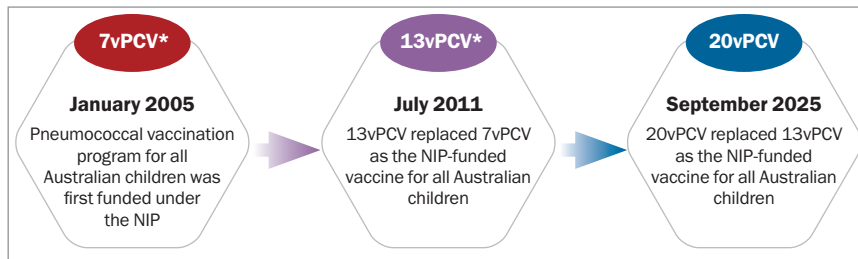 7vPCV*
January 2005
Pneumococcal vaccination
program for all
Australian children was
first funded under
the NIP
13vPCV*
July 2011
13vPCV replaced 7vPCV
as the NIP-funded
vaccine for all Australian
children
20vPCV
September 2025
20vPCV replaced 13vPCV
as the NIP-funded
vaccine for all Australian
children